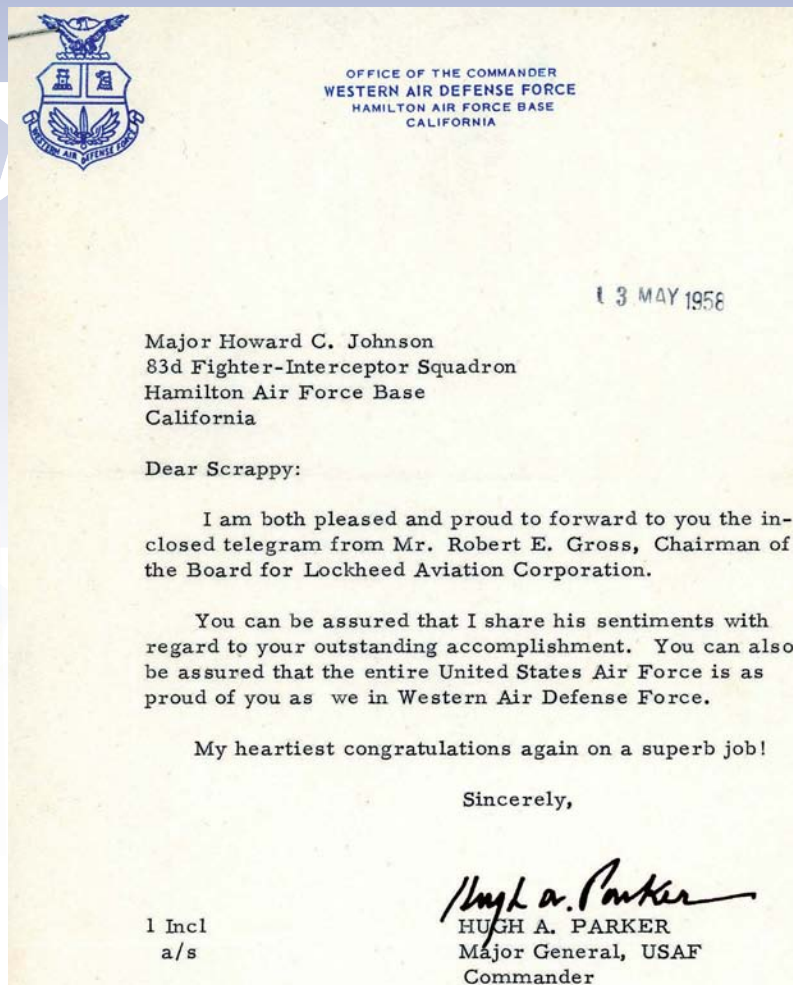 WESTERN AIR DEFENSE FORCE
OFFICE OF THE COMMANDER
WESTERN AIR DEFENSE FORCE
HAMILTON AIR FORCE BASE
CALIFORNIA
13 MAY 1958
Major Howard C. Johnson
83d Fighter-Interceptor Squadron
Hamilton Air Force Base
California
Dear Scrappy:
I am both pleased and proud to forward to you the in-
closed telegram from Mr. Robert E. Gross, Chairman of
the Board for Lockheed Aviation Corporation.
You can be assured that I share his sentiments with
regard to your outstanding accomplishment. You can also
be assured that the entire United States Air Force is as
proud of you as we in Western Air Defense Force.
My heartiest congratulations again on a superb job!
Sincerely,
Hugh A. Parker
1 Incl
a/s
HUGH A. PARKER
Major General, USAF
Commander